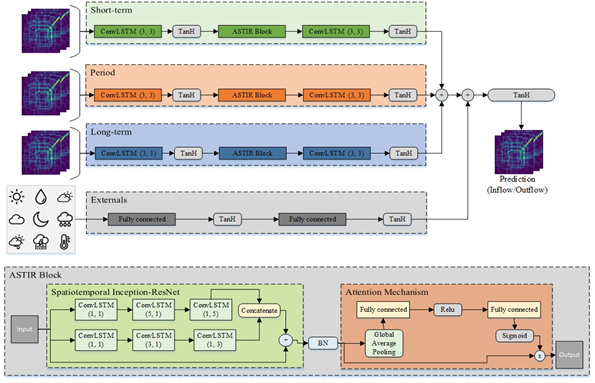 Short-term
ConvLSTM (3, 3) TanH ASTIR Block ConvLSTM (3, 3) TanH
Period
ConvLSTM (3, 3) TanH ASTIR Block ConvLSTM (3, 3) TanH
Long-term
ConvLSTM (3, 3) TanH ASTIR Block ConvLSTM (3, 3) TanH
+ + TanH
Prediction
(Inflow/Outflow)
Externals
Fully connected TanH Fully connected TanH
ASTIR Block
Spatiotemporal Inception-ResNet
Input
ConvLSTM (1, 1)
ConvLSTM (5, 1)
ConvLSTM (1, 5)
Concatenate
ConvLSTM (1, 1)
ConvLSTM (3, 1)
ConvLSTM (1, 3)
+
BN
Attention Mechanism
Fully connected Relu Fully connected
Global
Average
Pooling
Sigmoid
x
Output